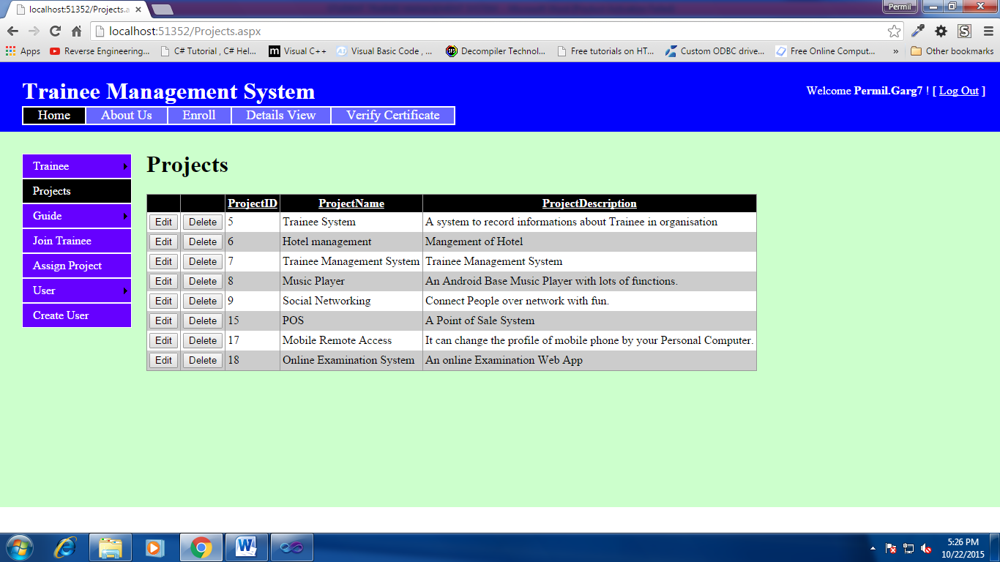 localhost:51352/Projects.a
Permil
localhost:51352/Projects.aspx
Apps Reverse Engineering... C# Tutorial , C# Hel... Visual C++ Visual Basic Code , ... Decompiler Technol... Free tutorials on HT... Custom ODBC drive... Free Online Comput... » Other bookmarks
Trainee Management System
Welcome Permil.Garg7 ! [ Log Out ]
Home About Us Enroll Details View Verify Certificate
Trainee
Projects
Guide
Join Trainee
Assign Project
User
Create User
Projects
ProjectID ProjectName ProjectDescription
Edit Delete 5 Trainee System A system to record informations about Trainee in organisation
Edit Delete 6 Hotel management Mangement of Hotel
Edit Delete 7 Trainee Management System Trainee Management System
Edit Delete 8 Music Player An Android Base Music Player with lots of functions.
Edit Delete 9 Social Networking Connect People over network with fun.
Edit Delete 15 POS A Point of Sale System
Edit Delete 17 Mobile Remote Access It can change the profile of mobile phone by your Personal Computer.
Edit Delete 18 Online Examination System An online Examination Web App
5:26 PM
10/22/2015